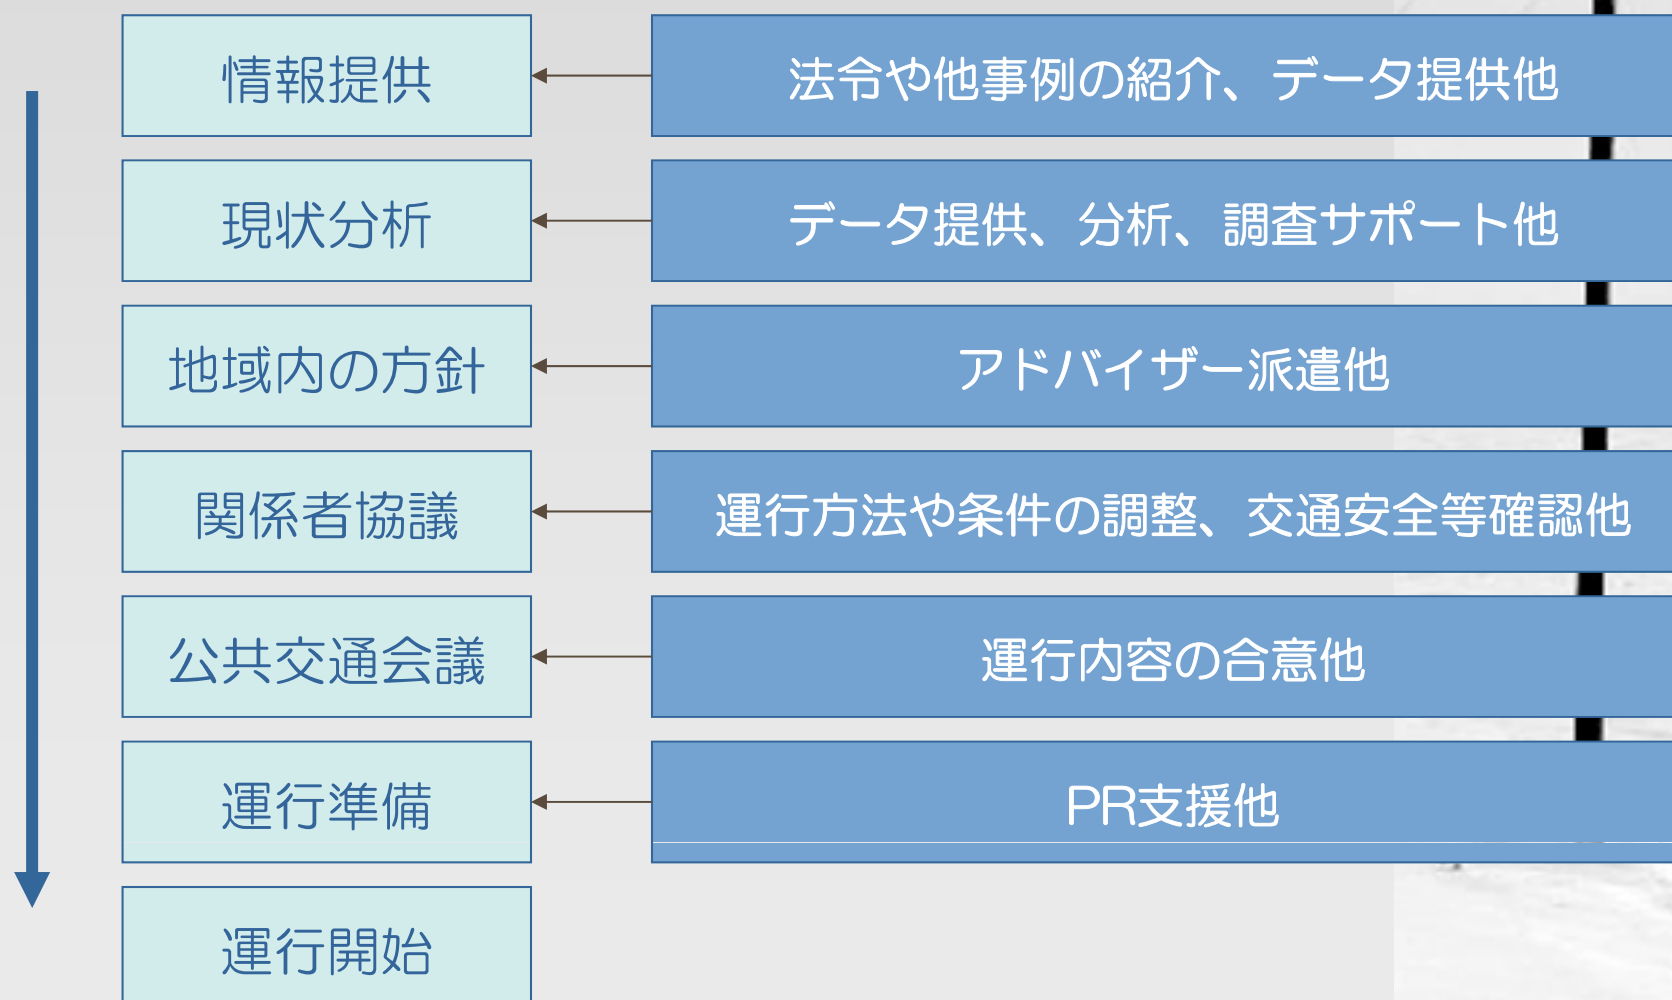 情報提供
法令や他事例の紹介、データ提供他
現状分析
データ提供、分析、調査サポート他
地域内の方針
アドバイザー派遣他
関係者協議
運行方法や条件の調整、交通安全等確認他
公共交通会議
運行内容の合意他
運行準備
PR支援他
運行開始